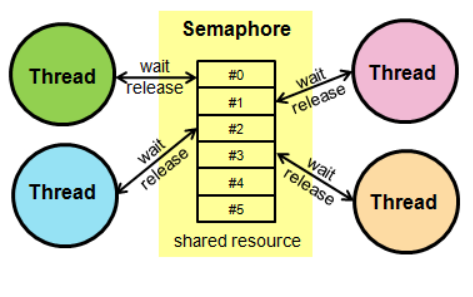 Semaphore
Thread
wait
release
#0
#1
#2
#3
#4
#5
wait
release
Thread
Thread
wait
release
wait
release
Thread
shared resource